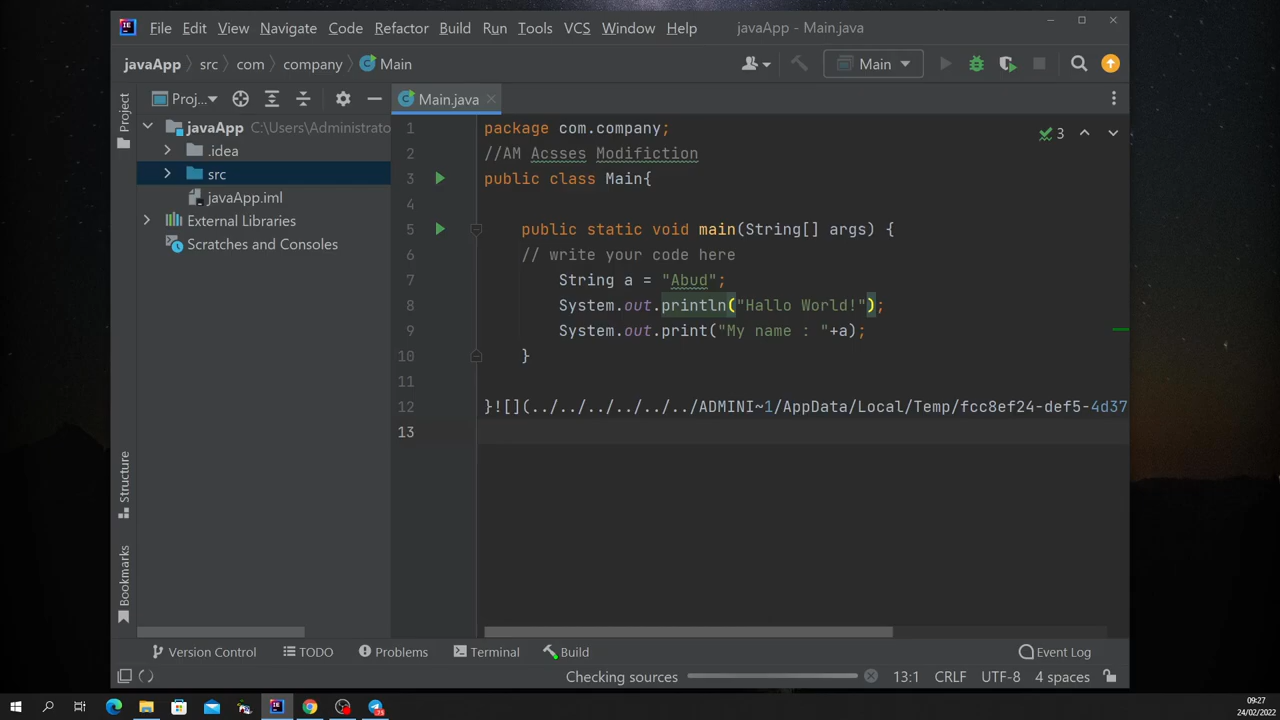 File Edit View Navigate Code Refactor Build Run Tools VCS Window Help javaApp - Main.java
javaApp src com company Main Main
Project
Proj...
Main.java
javaApp C:\Users\Administrato
.idea
src
javaApp.iml
External Libraries
Scratches and Consoles
3
1 package com.company;
2 //AM Acsses Modifiction
3 public class Main{
4
5 public static void main(String[] args) {
6 // write your code here
7 String a = "Abud";
8 System.out.println("Hallo World!");
9 System.out.print("My name : "+a);
10 }
11
12 }![](../../../../../../ADMINI~1/AppData/Local/Temp/fcc8ef24-def5-4d37
13
Structure
Bookmarks
Version Control TODO Problems Terminal Build Event Log
Checking sources 13:1 CRLF UTF-8 4 spaces
09:27
24/02/2022